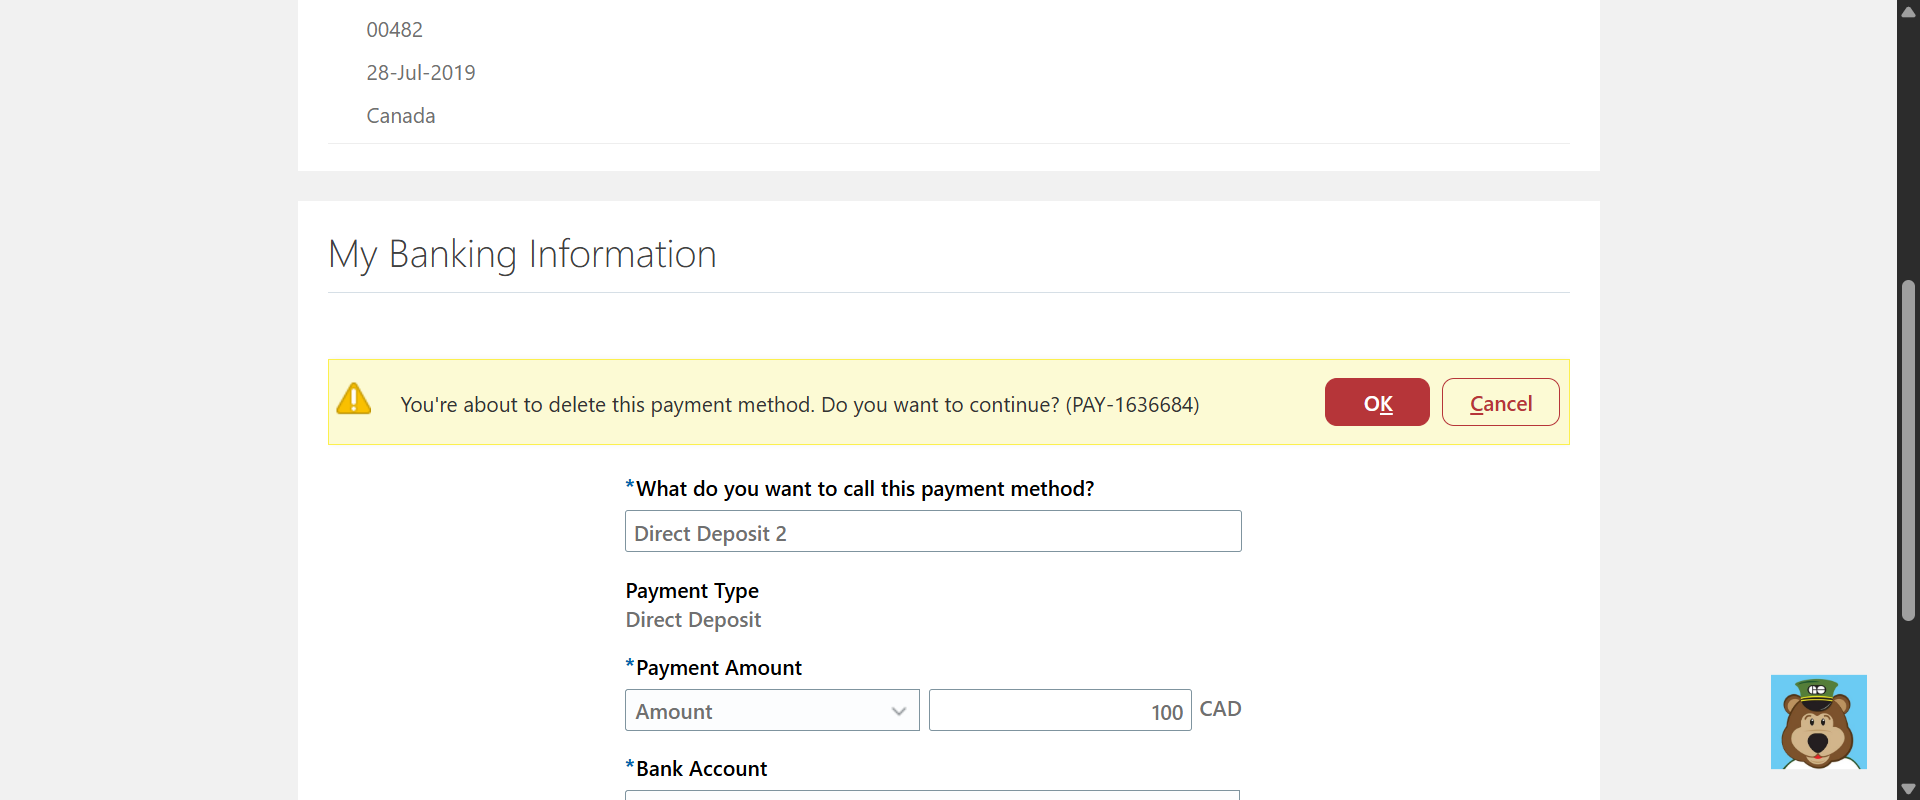 00482
28-Jul-2019
Canada
My Banking Information
You're about to delete this payment method. Do you want to continue? (PAY-1636684)
OK
Cancel
*What do you want to call this payment method?
Direct Deposit 2
Payment Type
Direct Deposit
*Payment Amount
Amount
100
CAD
*Bank Account
GO